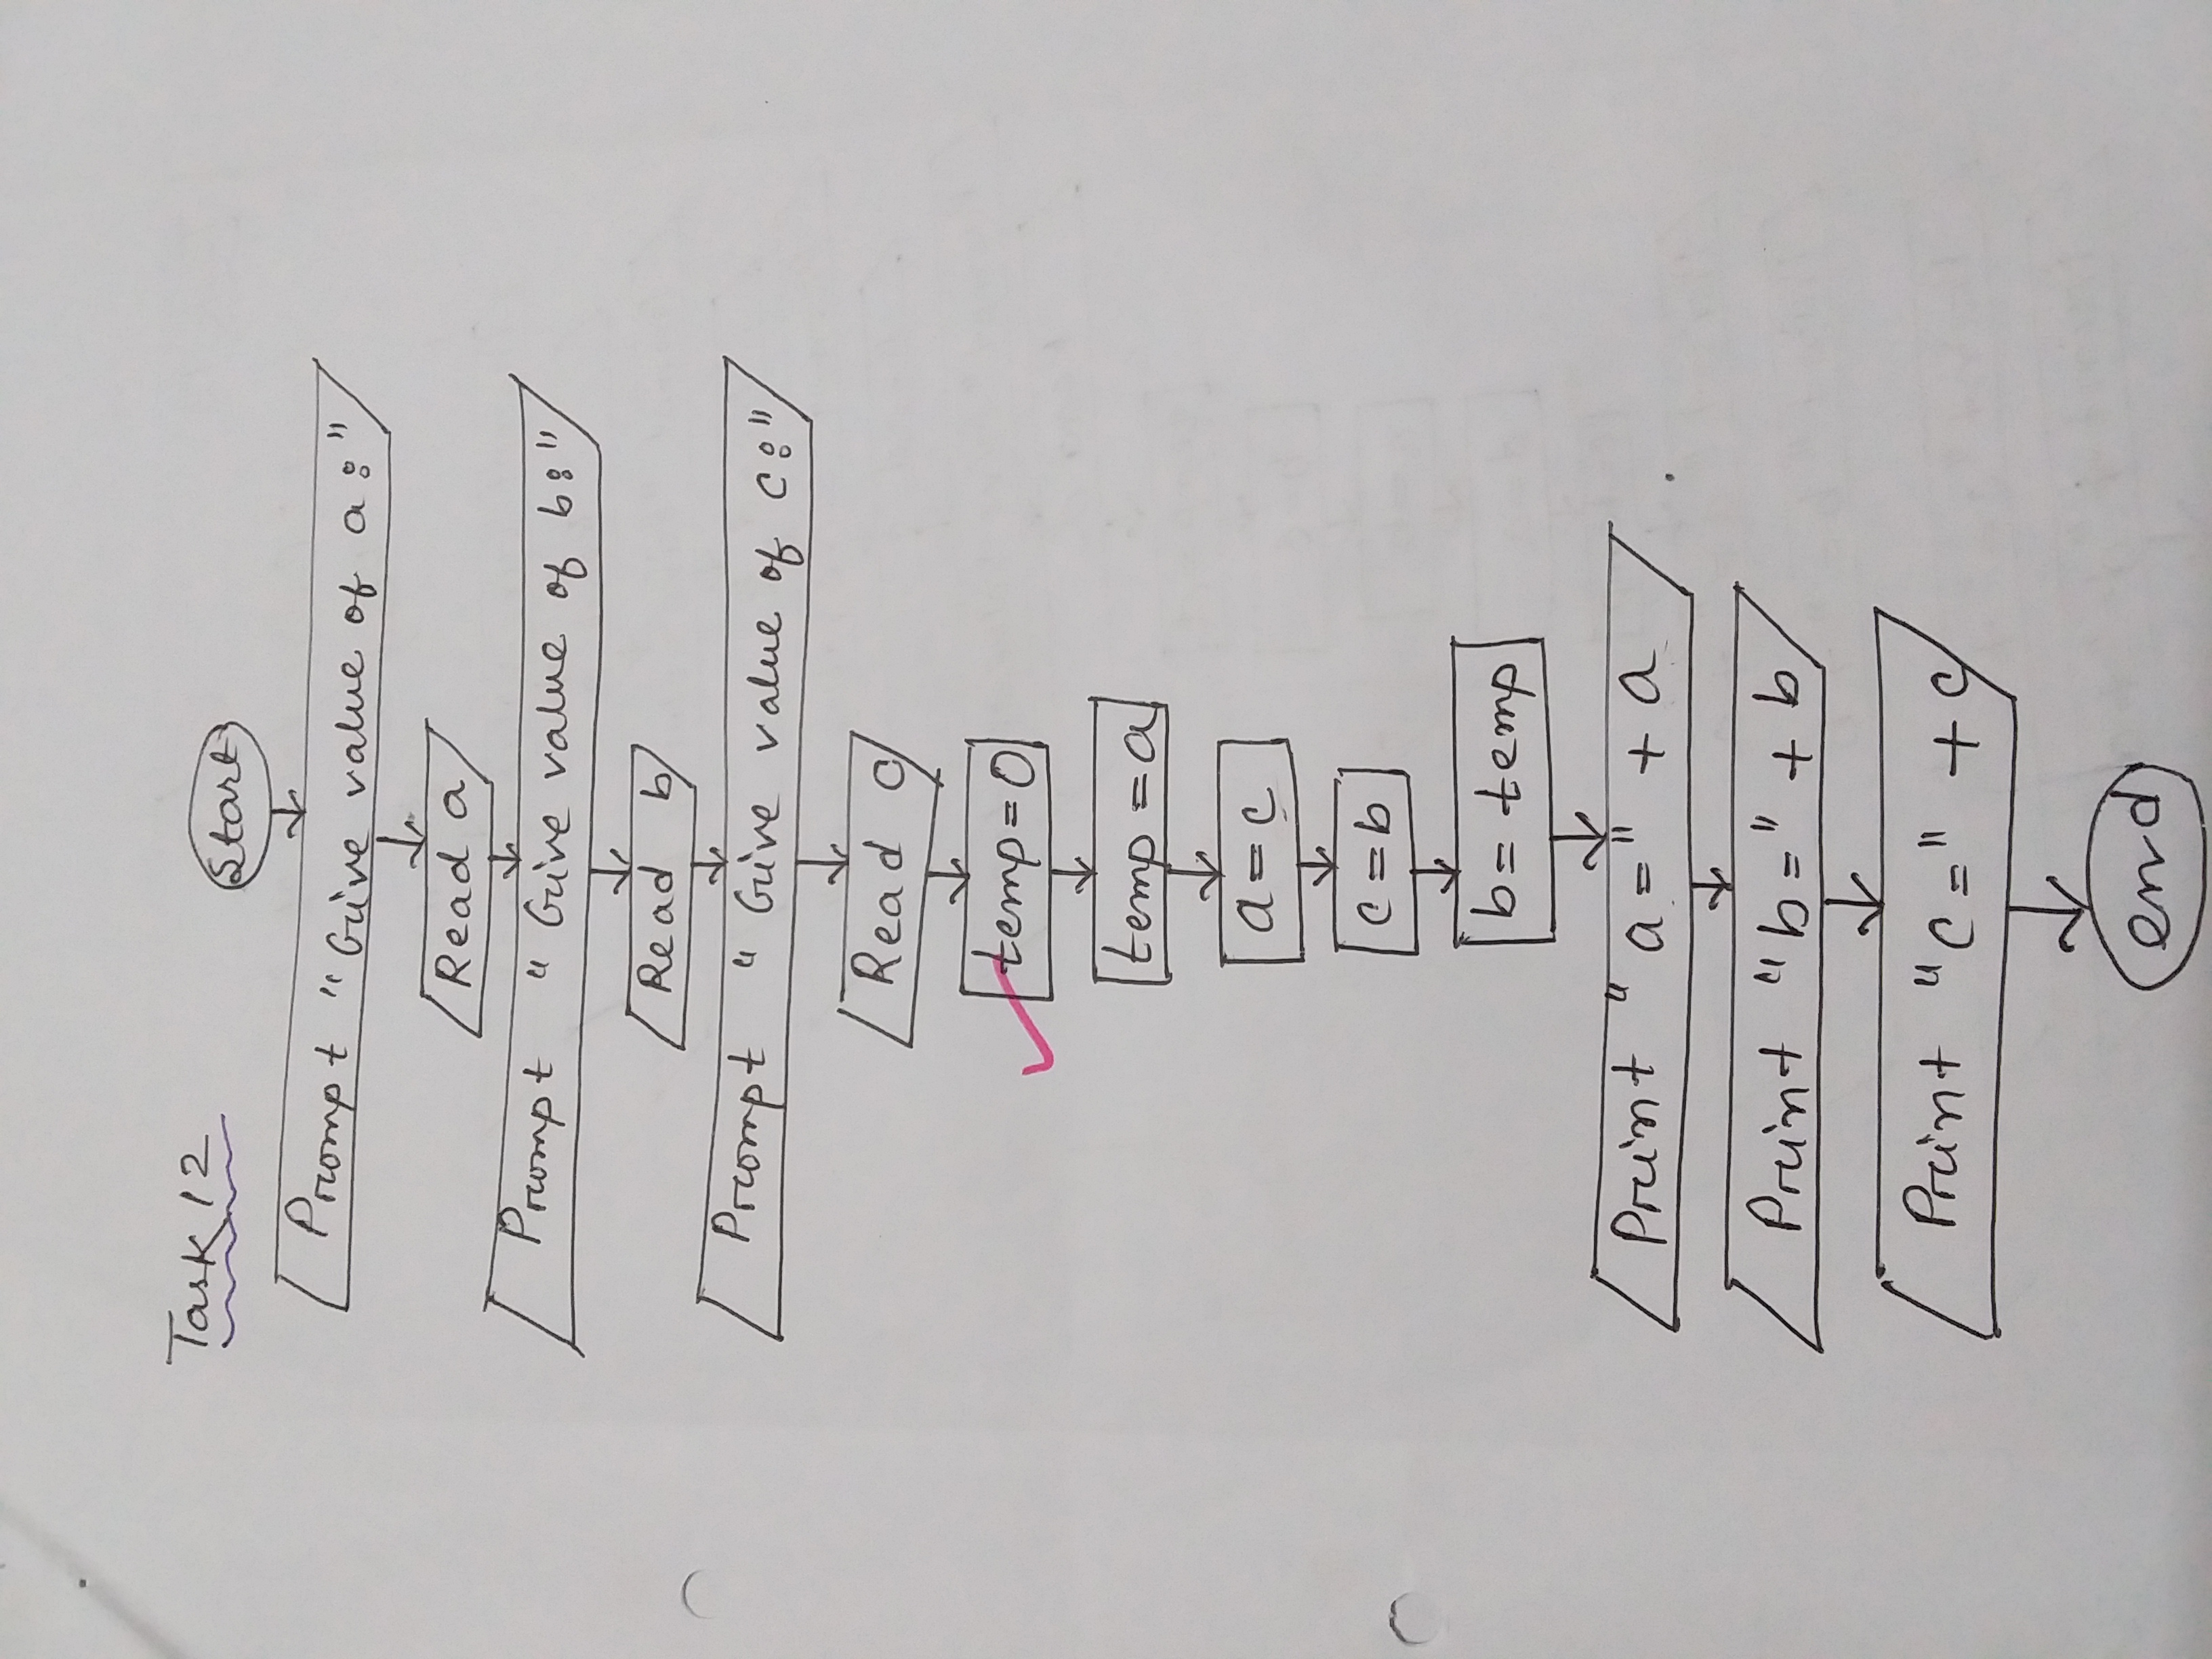 Task 12
Start
Prompt "Give value of a:"
Read a
Prompt "Give value of b:"
Read b
Prompt "Give value of c:"
Read c
temp=0
temp=a
a=c
c=b
b=temp
Print "a=" + a
Print "b=" + b
Print "c=" + c
end